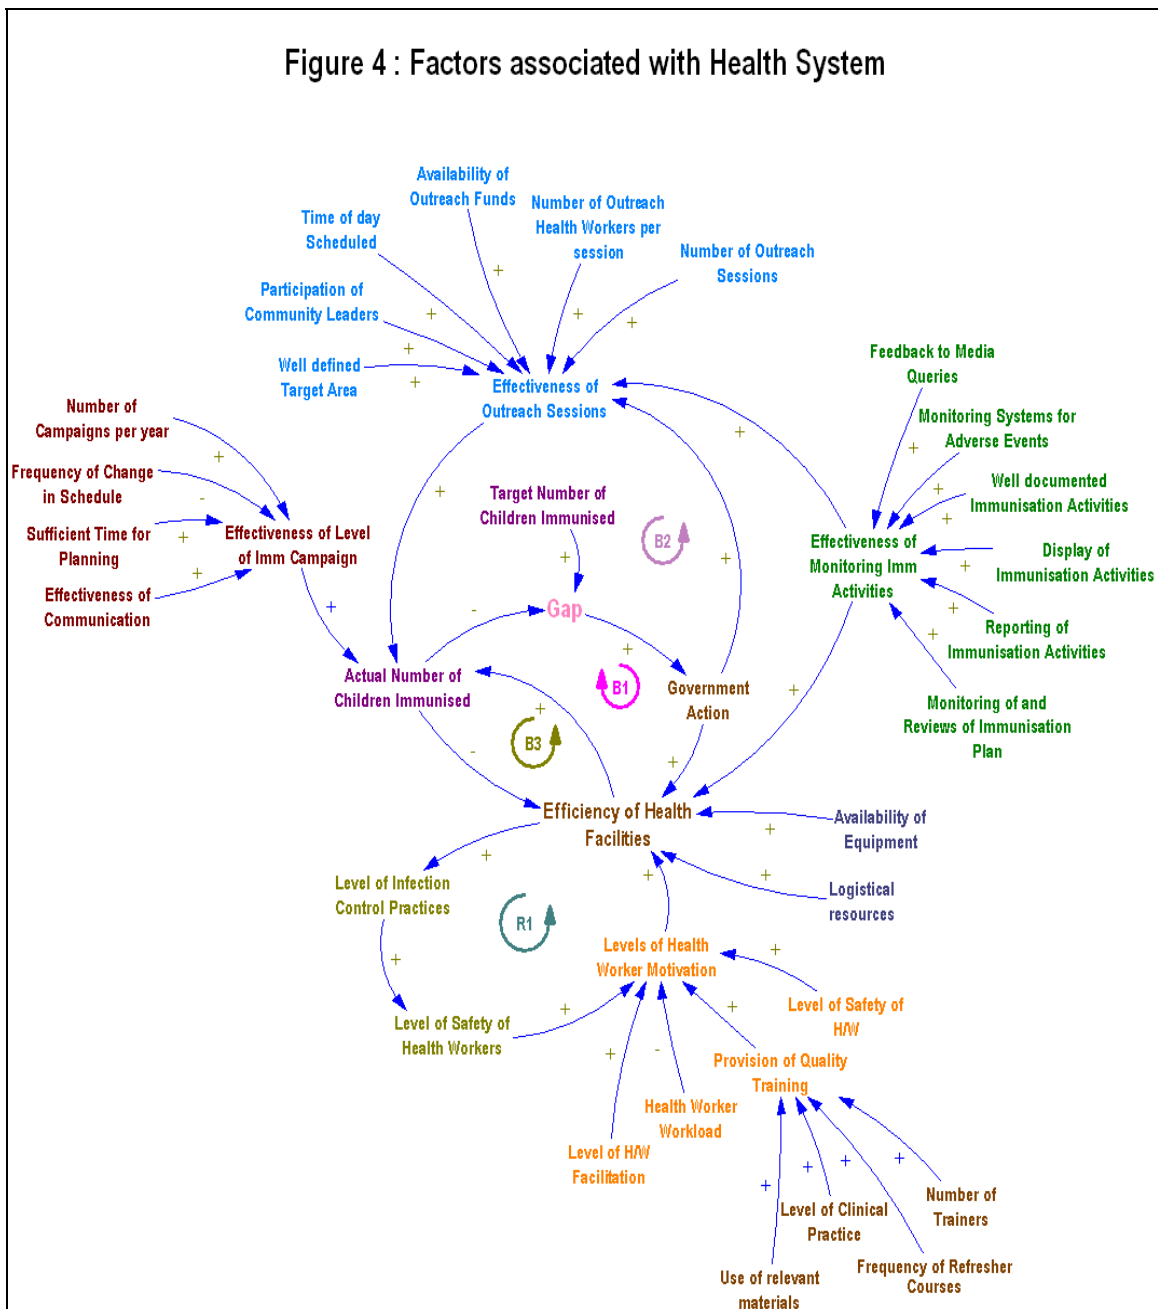 Figure 4 : Factors associated with Health System
Availability of
Outreach Funds
Number of Outreach
Health Workers per
session
Time of day
Scheduled
Number of Outreach
Sessions
Participation of
Community Leaders
Well defined
Target Area
Effectiveness of
Outreach Sessions
Feedback to Media
Queries
Monitoring Systems for
Adverse Events
Well documented
Immunisation Activities
Display of
Immunisation Activities
Reporting of
Immunisation Activities
Monitoring of and
Reviews of Immunisation
Plan
Effectiveness of
Monitoring Imm
Activities
Number of
Campaigns per year
Frequency of Change
in Schedule
Sufficient Time for
Planning
Effectiveness of
Communication
Effectiveness of Level
of Imm Campaign
Target Number of
Children Immunised
B2
Gap
B1
Actual Number of
Children Immunised
Government
Action
B3
Efficiency of Health
Facilities
Availability of
Equipment
Logistical
resources
Level of Infection
Control Practices
R1
Levels of Health
Worker Motivation
Level of Safety of
Health Workers
Level of Safety of
H/W
Provision of Quality
Training
Health Worker
Workload
Level of H/W
Facilitation
Number of
Trainers
Level of Clinical
Practice
Frequency of Refresher
Courses
Use of relevant
materials